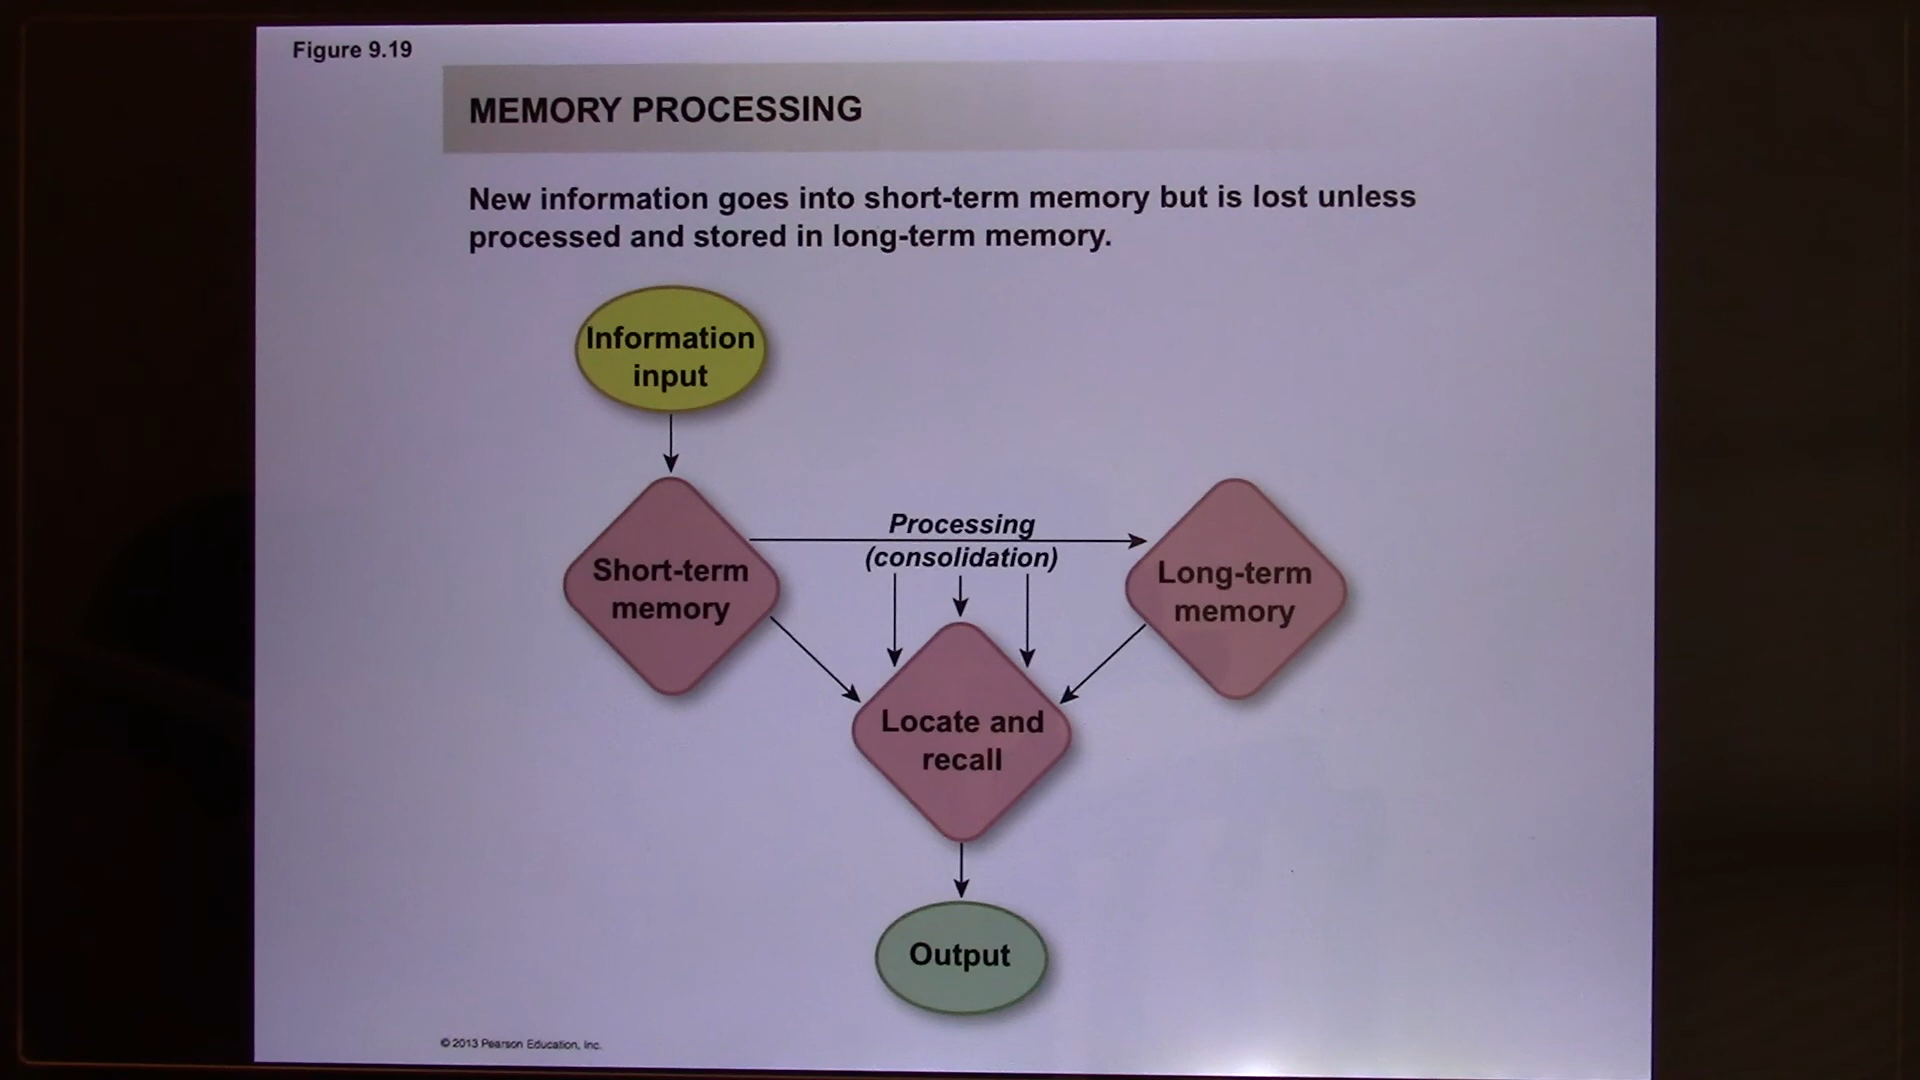 Figure 9.19
MEMORY PROCESSING
New information goes into short-term memory but is lost unless
processed and stored in long-term memory.
Information
input
Processing
(consolidation)
Short-term
memory
Long-term
memory
Locate and
recall
Output
© 2013 Pearson Education, Inc.